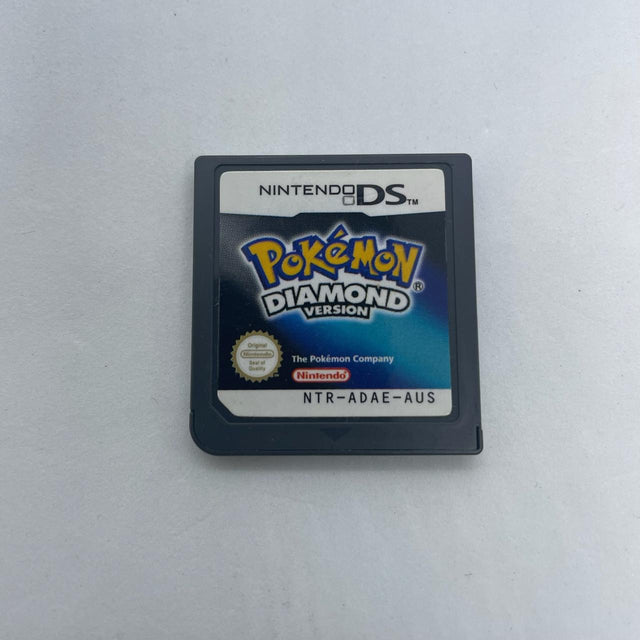 NINTENDO DS™
POKéMON®
DIAMOND
VERSION
Original
Nintendo
Seal of
Quality
The Pokémon Company
Nintendo
NTR-ADAE-AUS